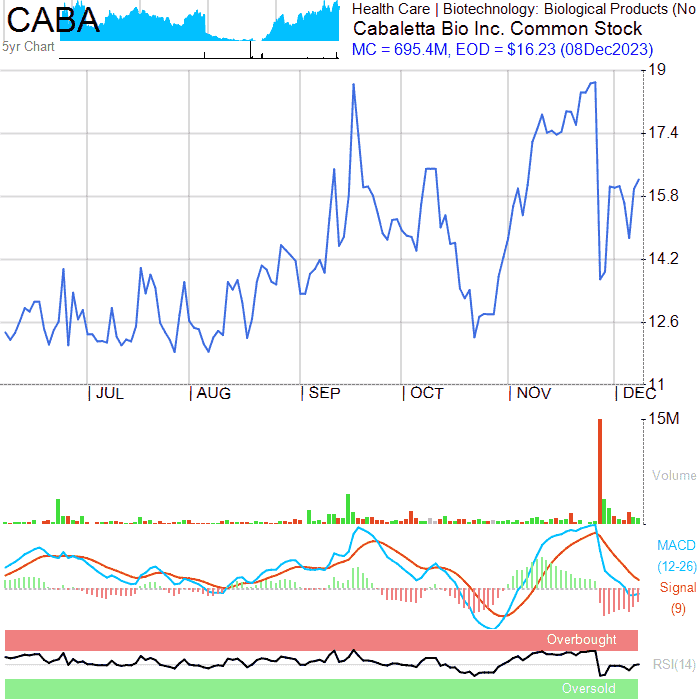 CABA
5yr Chart
Health Care | Biotechnology: Biological Products (No
Cabaletta Bio Inc. Common Stock
MC = 695.4M, EOD = $16.23 (08Dec2023)
19
17.4
15.8
14.2
12.6
11
JUL AUG SEP OCT NOV DEC
15M
Volume
MACD
(12-26)
Signal
(9)
Overbought
RSI(14)
Oversold